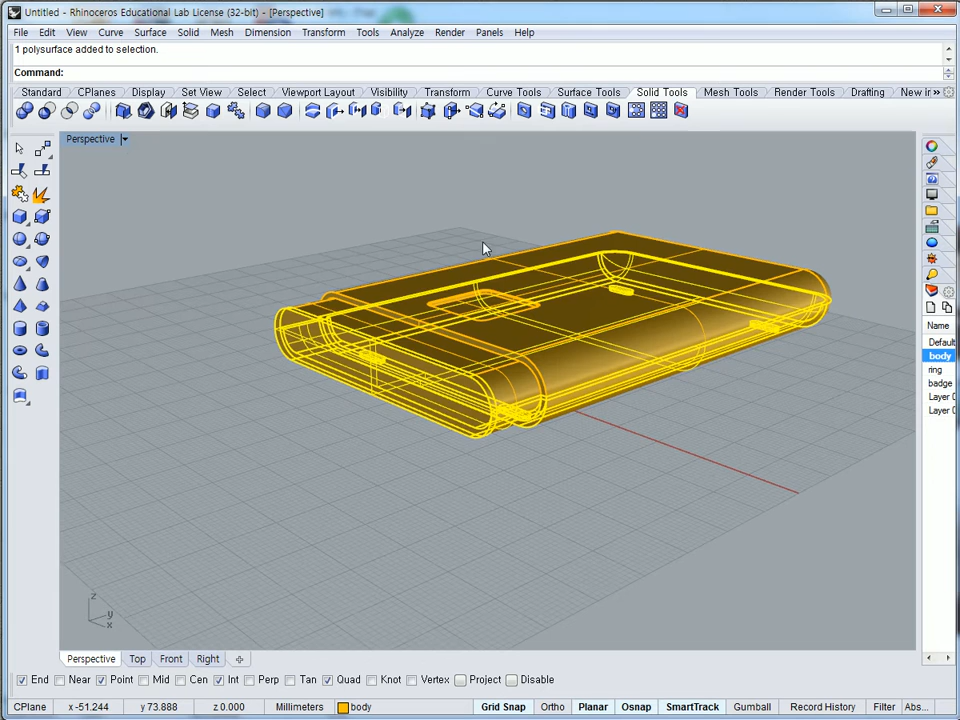 Untitled - Rhinoceros Educational Lab License (32-bit) - [Perspective]
File Edit View Curve Surface Solid Mesh Dimension Transform Tools Analyze Render Panels Help
1 polysurface added to selection.
Command:
Standard CPlanes Display Set View Select Viewport Layout Visibility Transform Curve Tools Surface Tools Solid Tools Mesh Tools Render Tools Drafting New in »
Perspective
Name
Default
body
ring
badge
Layer 0
Layer 0
z
y
x
Perspective Top Front Right
End Near Point Mid Cen Int Perp Tan Quad Knot Vertex Project Disable
CPlane x -51.244 y 73.888 z 0.000 Millimeters body Grid Snap Ortho Planar Osnap SmartTrack Gumball Record History Filter Abs...